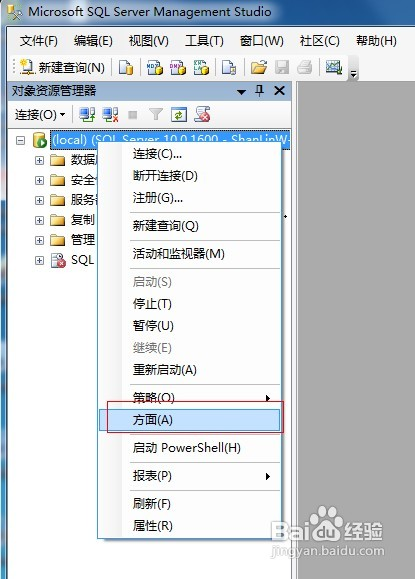 Microsoft SQL Server Management Studio
文件(F) 编辑(E) 视图(V) 工具(T) 窗口(W) 社区(C) 帮助(H)
新建查询(N)
对象资源管理器
连接(O)
(local) (SQL Server 10.0.1600 - ShanLinW-
数据
安全
服务
复制
管理
SQL
连接(C)...
断开连接(D)
注册(G)...
新建查询(Q)
活动和监视器(M)
启动(S)
停止(T)
暂停(U)
继续(E)
重新启动(A)
策略(O)
方面(A)
启动 PowerShell(H)
报表(P)
刷新(F)
属性(R)
Baidu 经验
jingyan.baidu.com